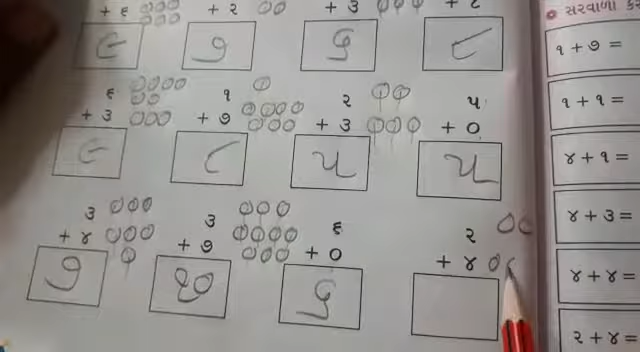 + ૬ + ૨ + ૩
૯ ૭ ૬ ૮
૬ ૧ ૨ ૫
+ ૩ + ૭ + ૩ + ૦
૯ ૮ ૫ ૫
૩ ૩ ૬ ૨
+ ૪ + ૭ + ૦ + ૪
૭ ૧૦ ૬
સરવાળા
૧ + ૭ =
૧ + ૧ =
૪ + ૧ =
૪ + ૩ =
૪ + ૪ =
૨ + ૪ =